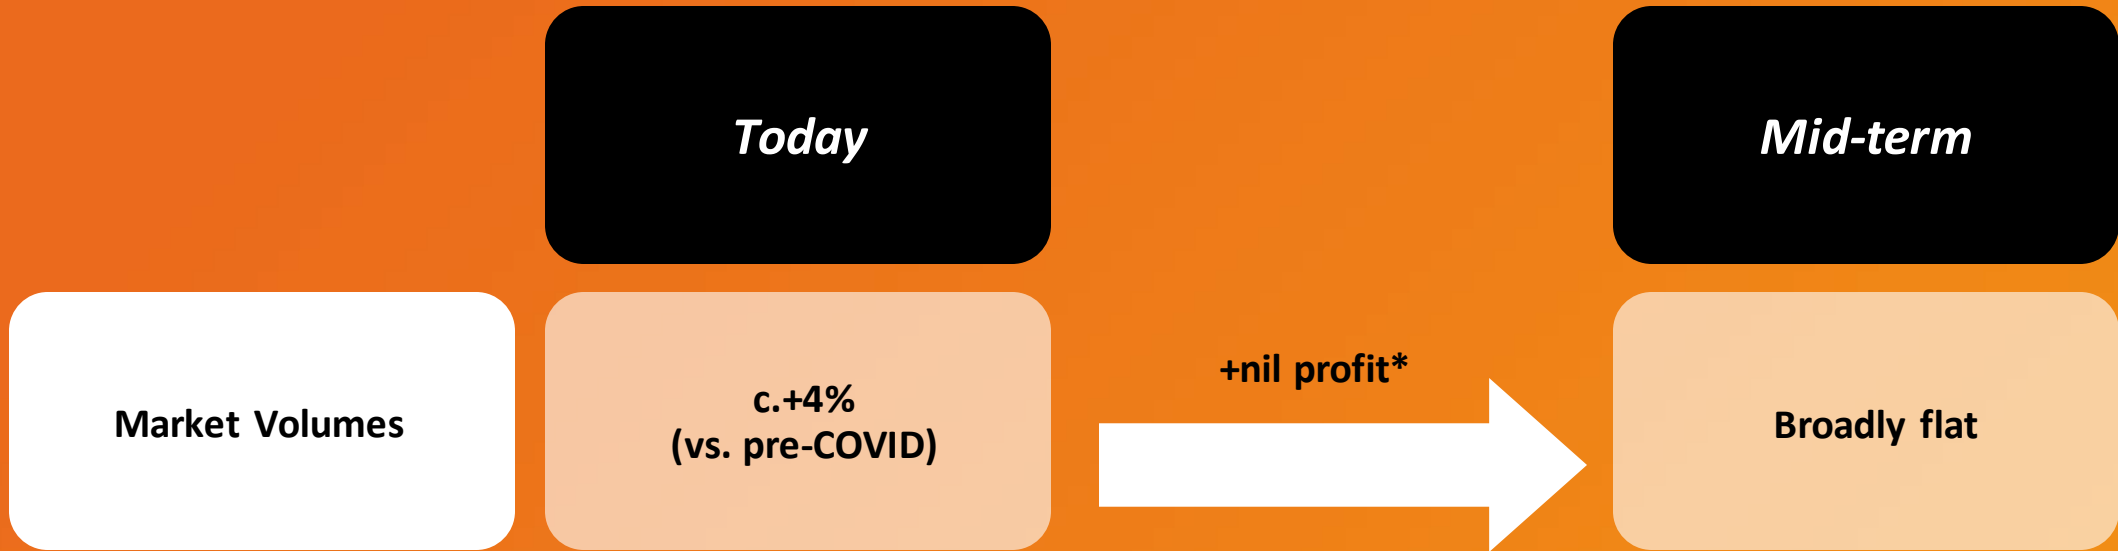 Today
Mid-term
Market Volumes
c.+4%
(vs. pre-COVID)
+nil profit*
Broadly flat